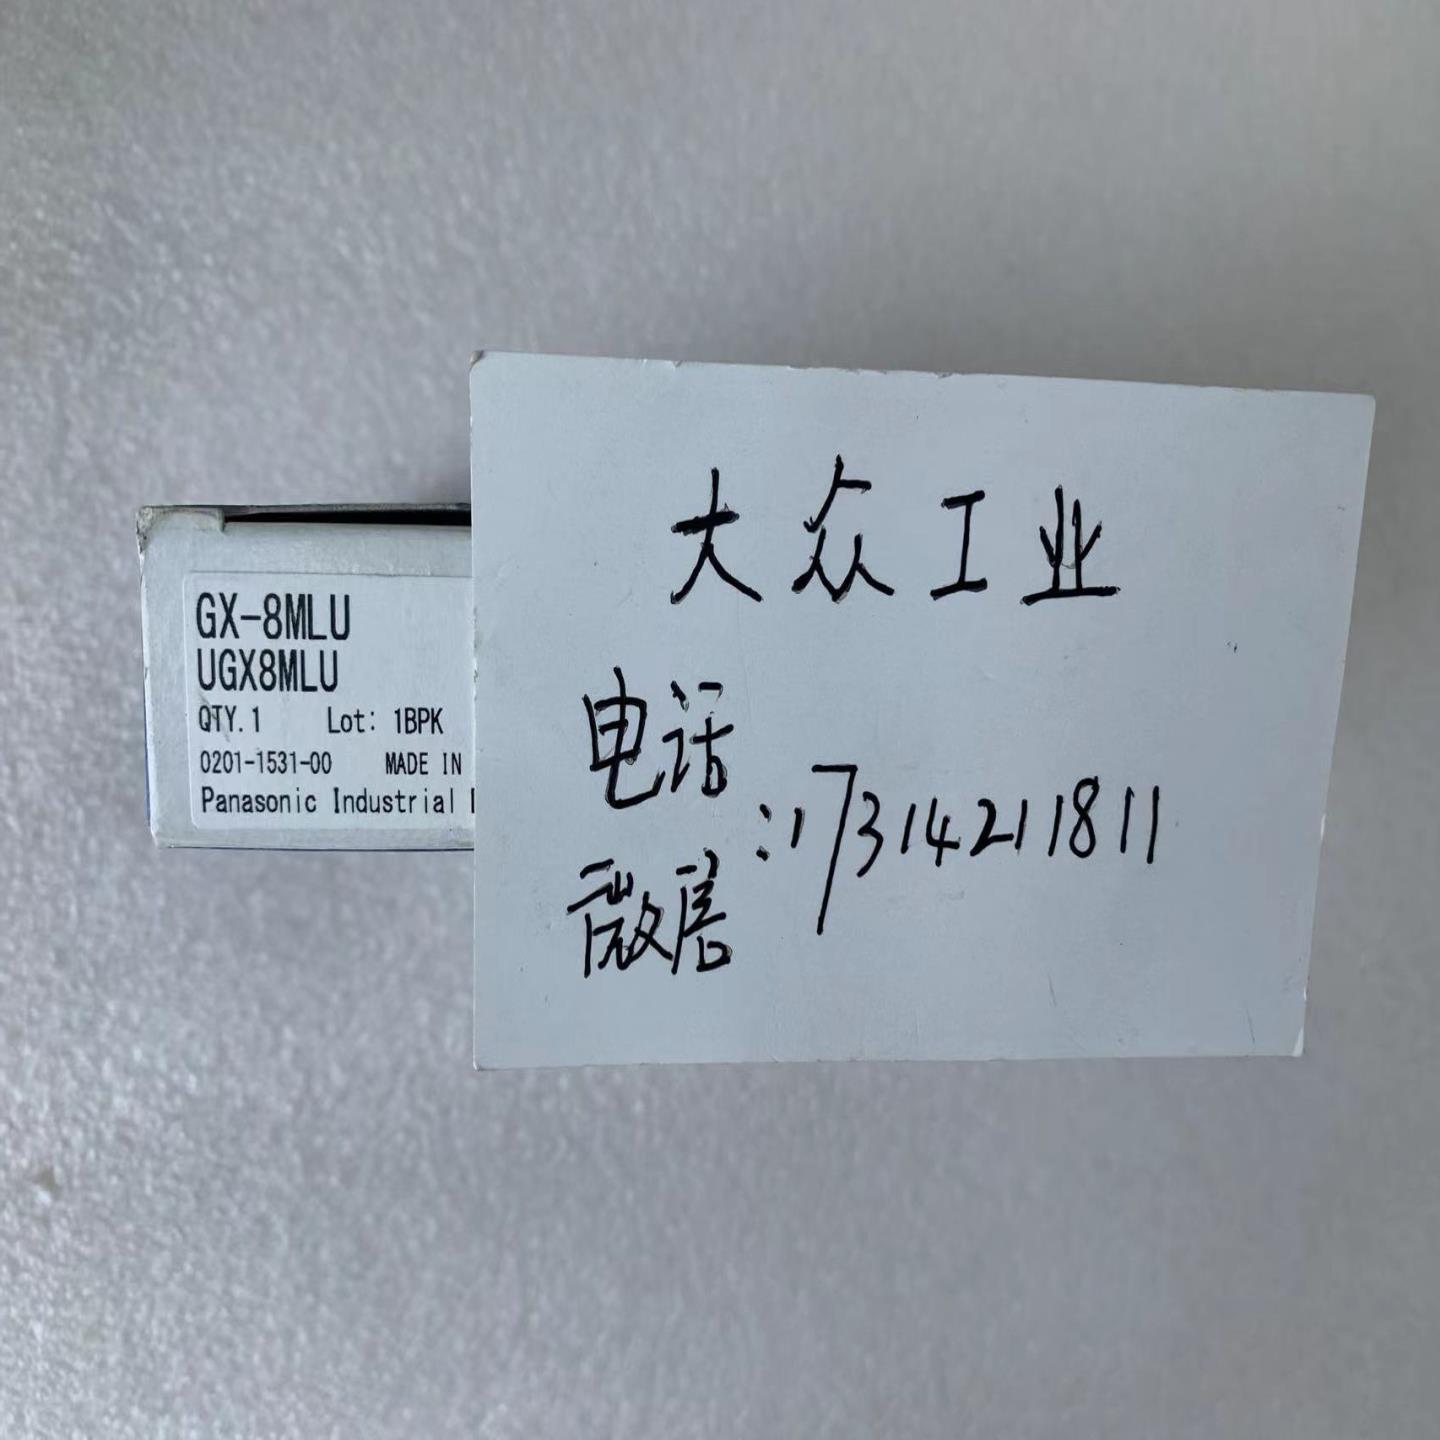 GX-8MLU
UGX8MLU
QTY.1 Lot: 1BPK
0201-1531-00 MADE IN
Panasonic Industrial
大众工业
电话
微信
:17314211811